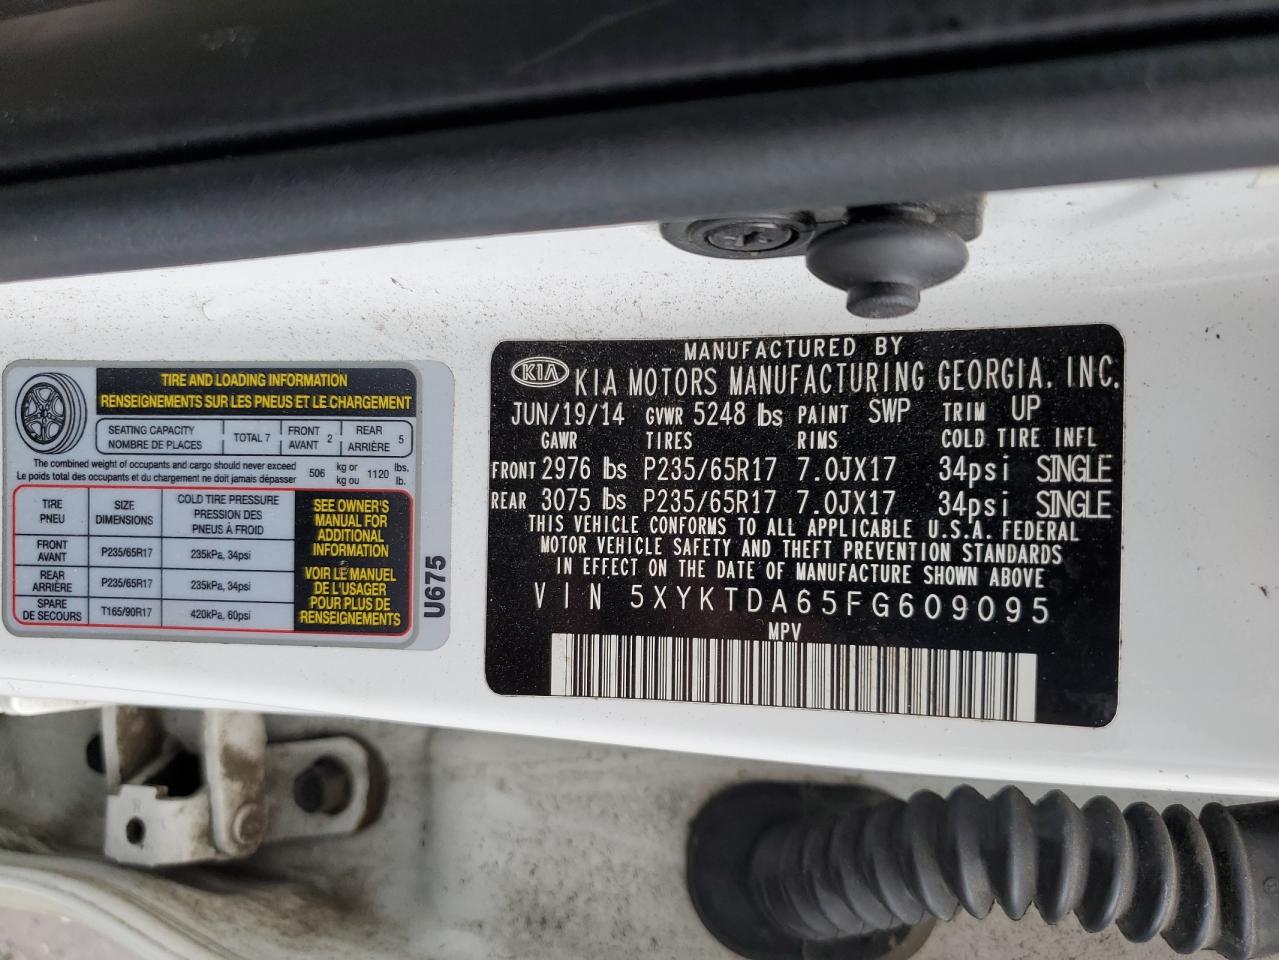 TIRE AND LOADING INFORMATION
RENSEIGNEMENTS SUR LES PNEUS ET LE CHARGEMENT
SEATING CAPACITY
NOMBRE DE PLACES
TOTAL 7
FRONT
AVANT 2
REAR
ARRIÈRE 5
The combined weight of occupants and cargo should never exceed
Le poids total des occupants et du chargement ne doit jamais dépasser
506 kg or
kg ou
1120 lbs.
lb.
TIRE
PNEU
SIZE
DIMENSIONS
COLD TIRE PRESSURE
PRESSION DES
PNEUS À FROID
FRONT
AVANT
P235/65R17
235kPa, 34psi
REAR
ARRIÈRE
P235/65R17
235kPa, 34psi
SPARE
DE SECOURS
T165/90R17
420kPa, 60psi
SEE OWNER'S
MANUAL FOR
ADDITIONAL
INFORMATION
VOIR LE MANUEL
DE L'USAGER
POUR PLUS DE
RENSEIGNEMENTS
U675
MANUFACTURED BY
KIA KIA MOTORS MANUFACTURING GEORGIA. INC.
JUN/19/14 GVWR 5248 lbs PAINT SWP TRIM UP
GAWR TIRES RIMS COLD TIRE INFL
FRONT 2976 lbs P235/65R17 7.0JX17 34psi SINGLE
REAR 3075 lbs P235/65R17 7.0JX17 34psi SINGLE
THIS VEHICLE CONFORMS TO ALL APPLICABLE U.S.A. FEDERAL
MOTOR VEHICLE SAFETY AND THEFT PREVENTION STANDARDS
IN EFFECT ON THE DATE OF MANUFACTURE SHOWN ABOVE
VIN 5XYKTDA65FG609095
MPV